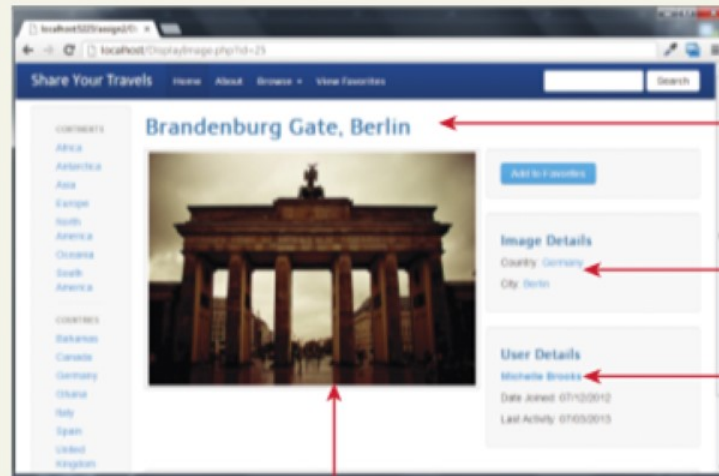 localhost/DisplayImage.php?id=25
Share Your Travels Home About Browse View Favorites Search
CONTINENTS
Africa
Antarctica
Asia
Europe
North
America
Oceania
South
America
COUNTRIES
Bahamas
Canada
Germany
Ghana
Italy
Spain
United
Kingdom
Brandenburg Gate, Berlin
Add to Favorites
Image Details
Country: Germany
City: Berlin
User Details
Michelle Brooks
Date Joined: 07/12/2012
Last Activity: 07/03/2013